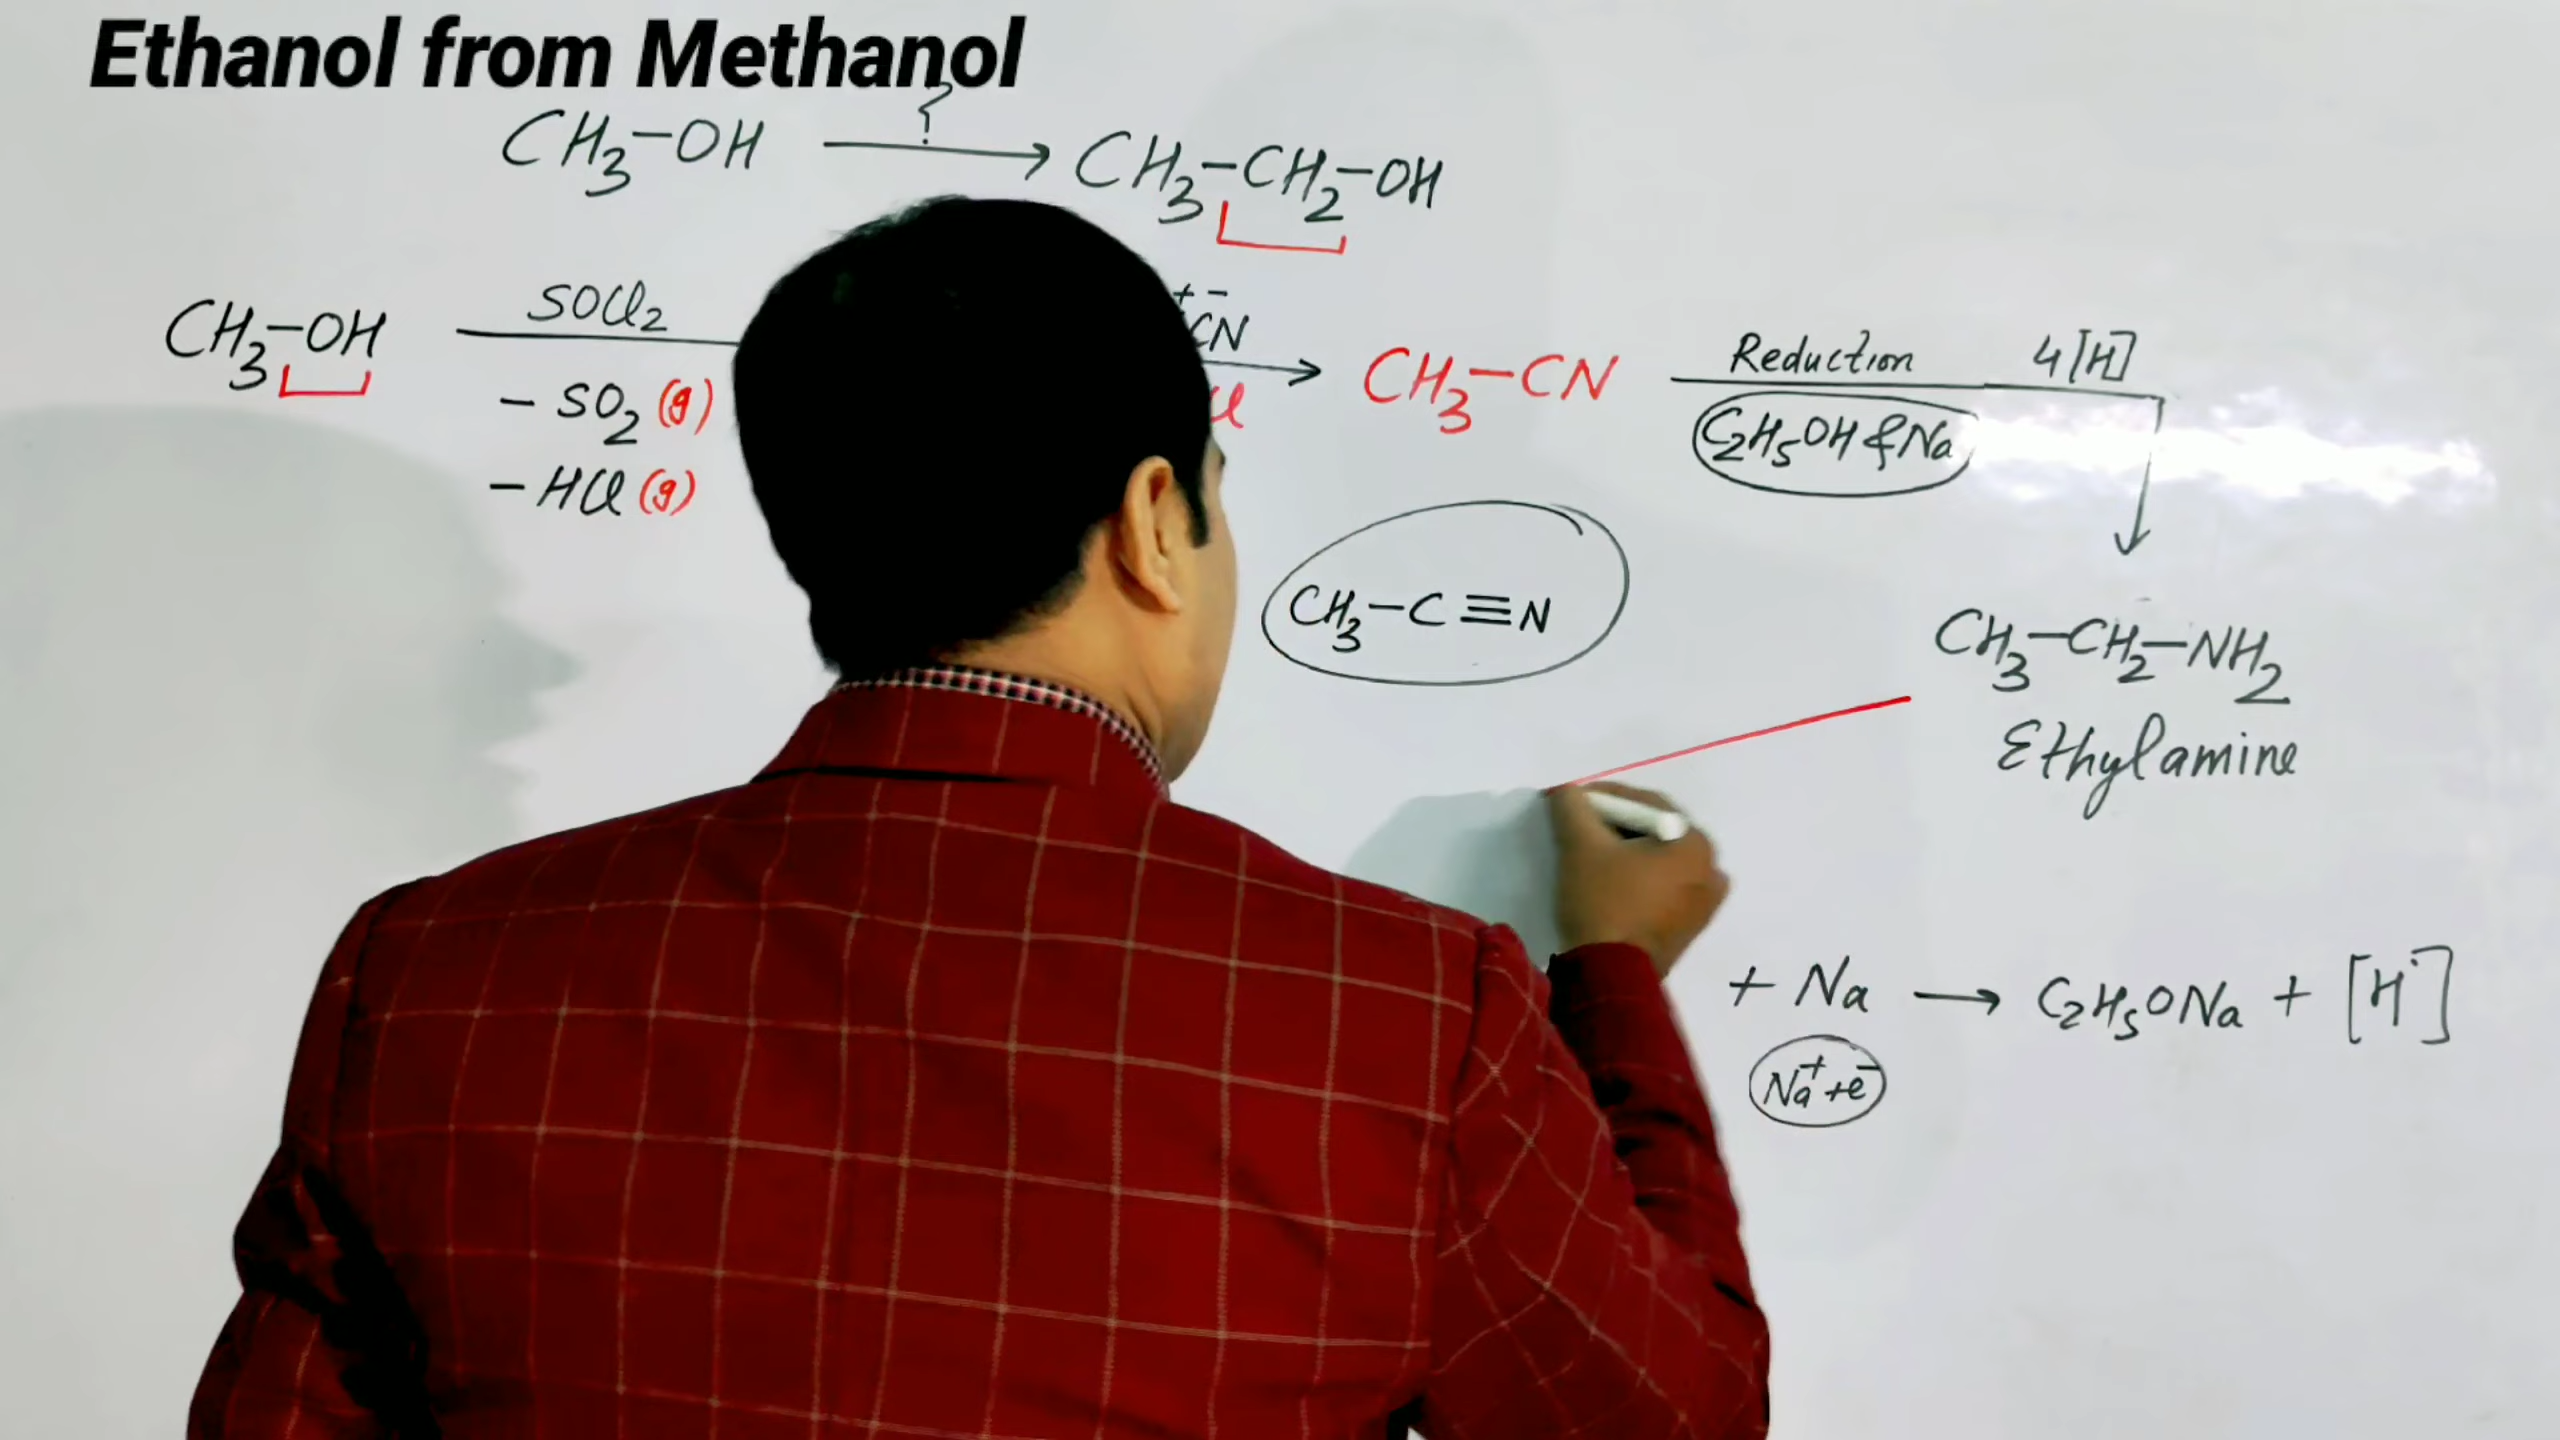 Ethanol from Methanol
CH3-OH ? → CH3-CH2-OH
CH3-OH SOCl2 + - CN → CH3-CN Reduction 4[H]
- SO2 (g) C2H5OH & Na
- HCl (g)
CH3-C≡N
CH3-CH2-NH2
Ethylamine
+ Na → C2H5ONa + [H·]
Na+ + e-